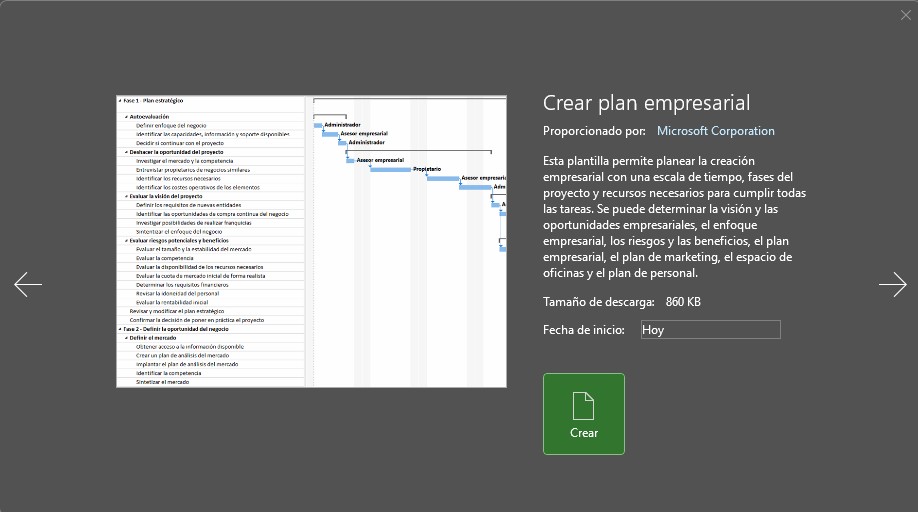 Fase 1 - Plan estratégico
Autoevaluación
Definir enfoque del negocio
Identificar las capacidades, información y soporte disponibles
Decidir si continuar con el proyecto
Deshacer la oportunidad del proyecto
Investigar el mercado y la competencia
Entrevistar propietarios de negocios similares
Identificar los recursos necesarios
Identificar los costes operativos de los elementos
Evaluar la visión del proyecto
Definir los requisitos de nuevas entidades
Identificar las oportunidades de compra continua del negocio
Investigar posibilidades de realizar franquicias
Sintetizar el enfoque del negocio
Evaluar riesgos potenciales y beneficios
Evaluar el tamaño y la estabilidad del mercado
Evaluar la competencia
Evaluar la disponibilidad de los recursos necesarios
Evaluar la cuota de mercado inicial de forma realista
Determinar los requisitos financieros
Revisar la idoneidad del personal
Evaluar la rentabilidad inicial
Revisar y modificar el plan estratégico
Confirmar la decisión de poner en práctica el proyecto
Fase 2 - Definir la oportunidad del negocio
Definir el mercado
Obtener acceso a la información disponible
Crear un plan de análisis del mercado
Implantar el plan de análisis del mercado
Identificar la competencia
Sintetizar el mercado
Administrador
Asesor empresarial
Administrador
Asesor empresarial
Propietario
Asesor empresaria
Adm
A
Crear plan empresarial
Proporcionado por: Microsoft Corporation
Esta plantilla permite planear la creación
empresarial con una escala de tiempo, fases del
proyecto y recursos necesarios para cumplir todas
las tareas. Se puede determinar la visión y las
oportunidades empresariales, el enfoque
empresarial, los riesgos y las beneficios, el plan
empresarial, el plan de marketing, el espacio de
oficinas y el plan de personal.
Tamaño de descarga: 860 KB
Fecha de inicio: Hoy
Crear